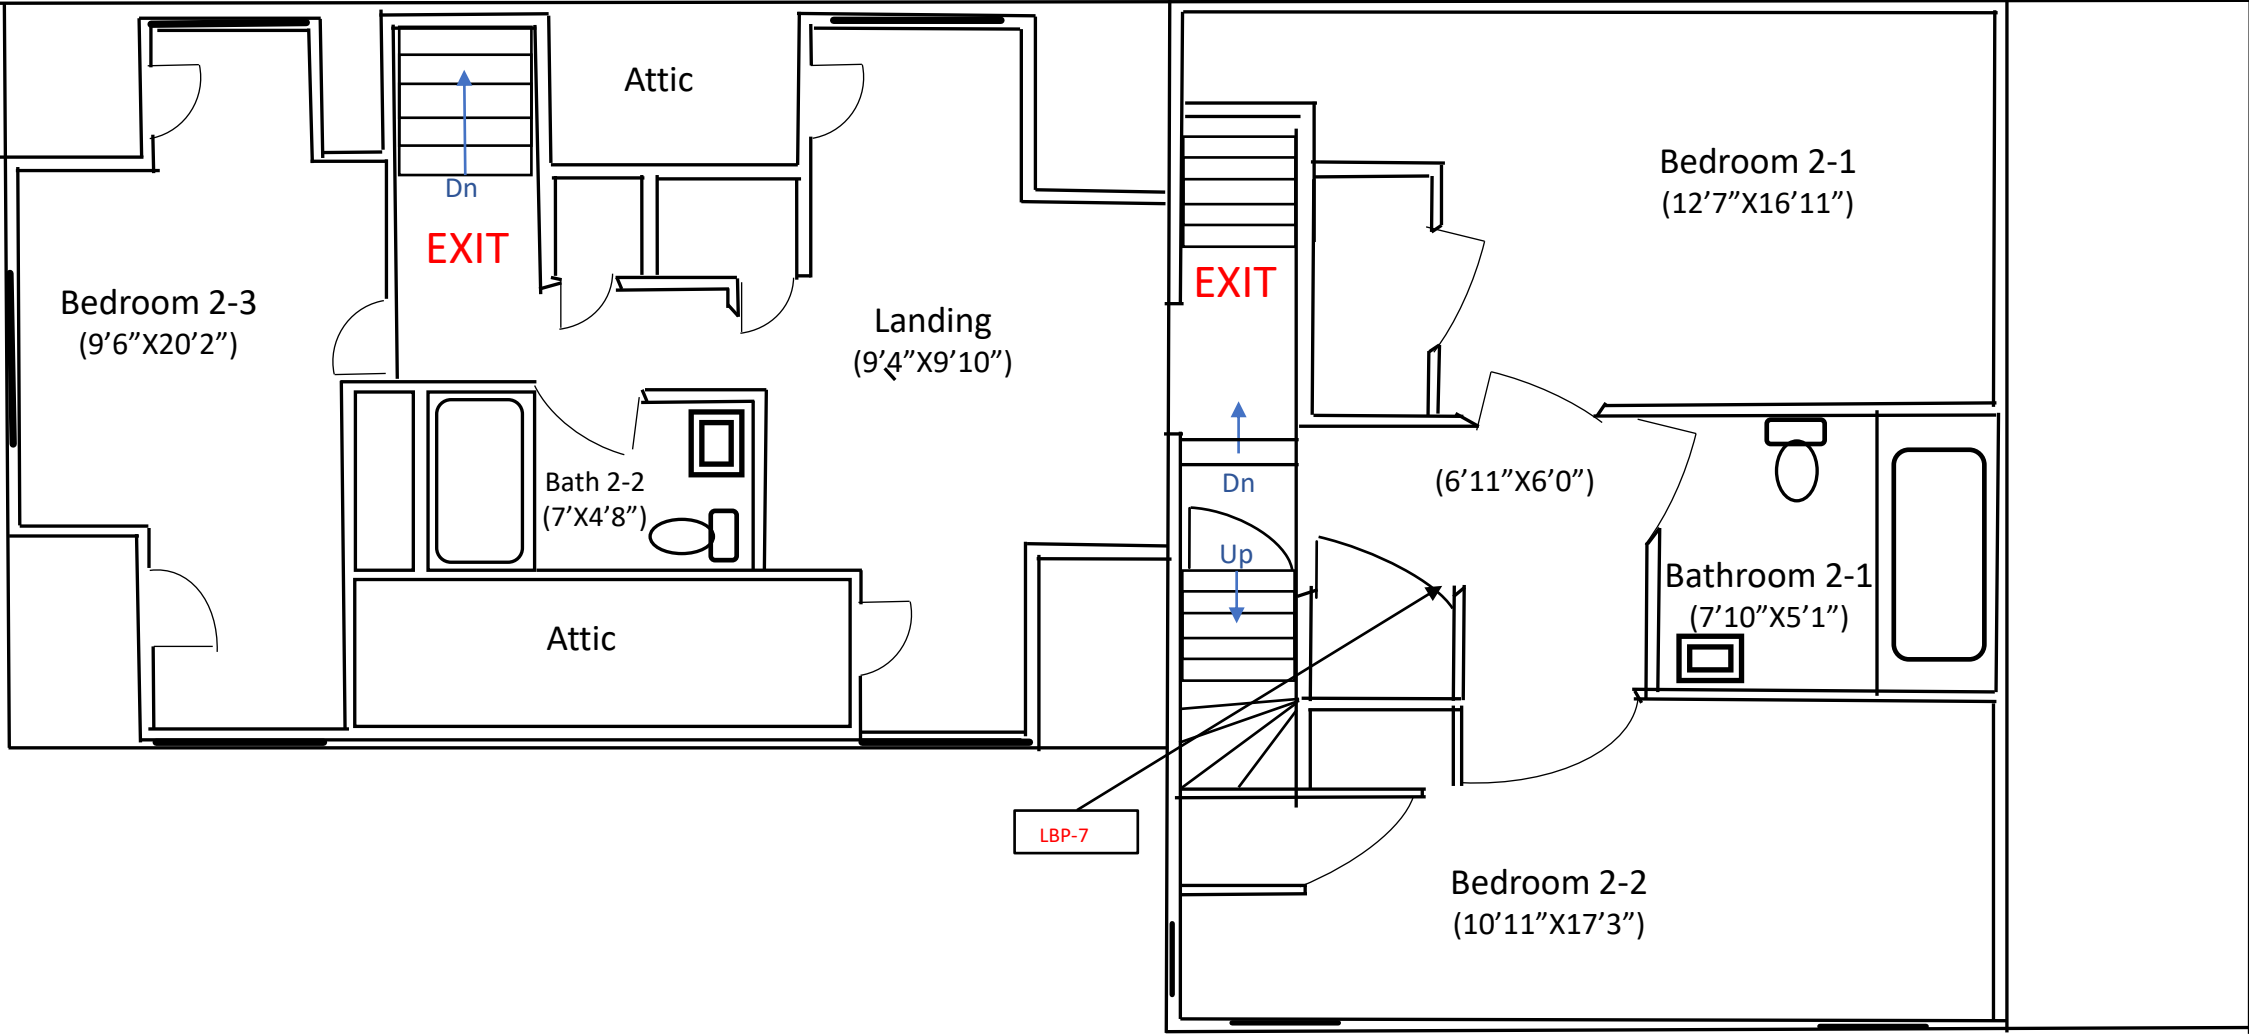 Attic
Dn
EXIT
Bedroom 2-3
(9’6”X20’2”)
Landing
(9’4”X9’10”)
Bath 2-2
(7’X4’8”)
Attic
EXIT
Dn
Up
Bedroom 2-1
(12’7”X16’11”)
(6’11”X6’0”)
Bathroom 2-1
(7’10”X5’1”)
LBP-7
Bedroom 2-2
(10’11”X17’3”)